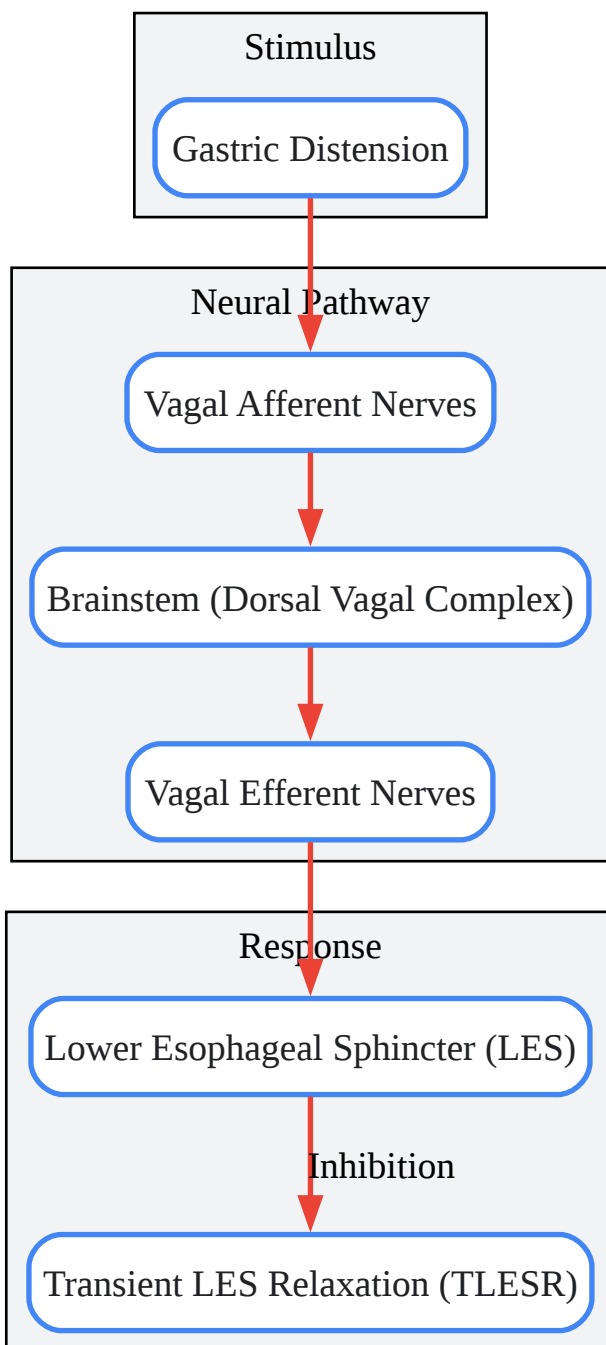 Stimulus
Gastric Distension
Neural Pathway
Vagal Afferent Nerves
Brainstem (Dorsal Vagal Complex)
Vagal Efferent Nerves
Response
Lower Esophageal Sphincter (LES)
Inhibition
Transient LES Relaxation (TLESR)